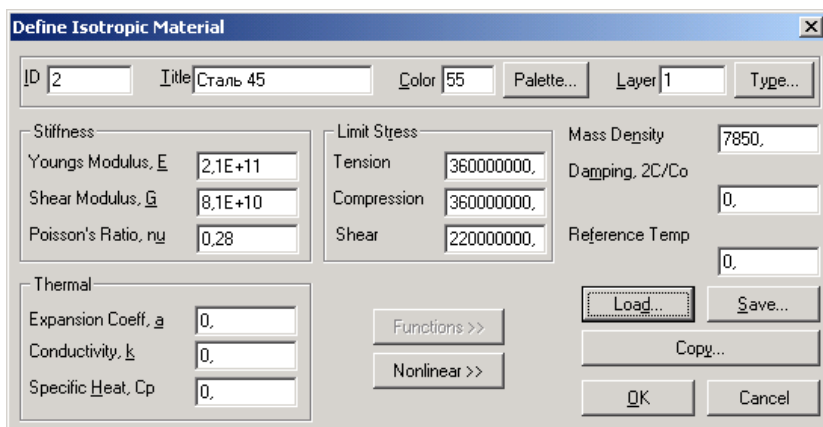 Define Isotropic Material
ID 2 Title Сталь 45 Color 55 Palette... Layer 1 Type...
Stiffness
Youngs Modulus, E 2,1E+11
Shear Modulus, G 8,1E+10
Poisson's Ratio, nu 0,28
Limit Stress
Tension 360000000,
Compression 360000000,
Shear 220000000,
Mass Density 7850,
Damping, 2C/Co 0,
Reference Temp 0,
Thermal
Expansion Coeff, a 0,
Conductivity, k 0,
Specific Heat, Cp 0,
Functions >>
Nonlinear >>
Load... Save...
Copy...
OK Cancel